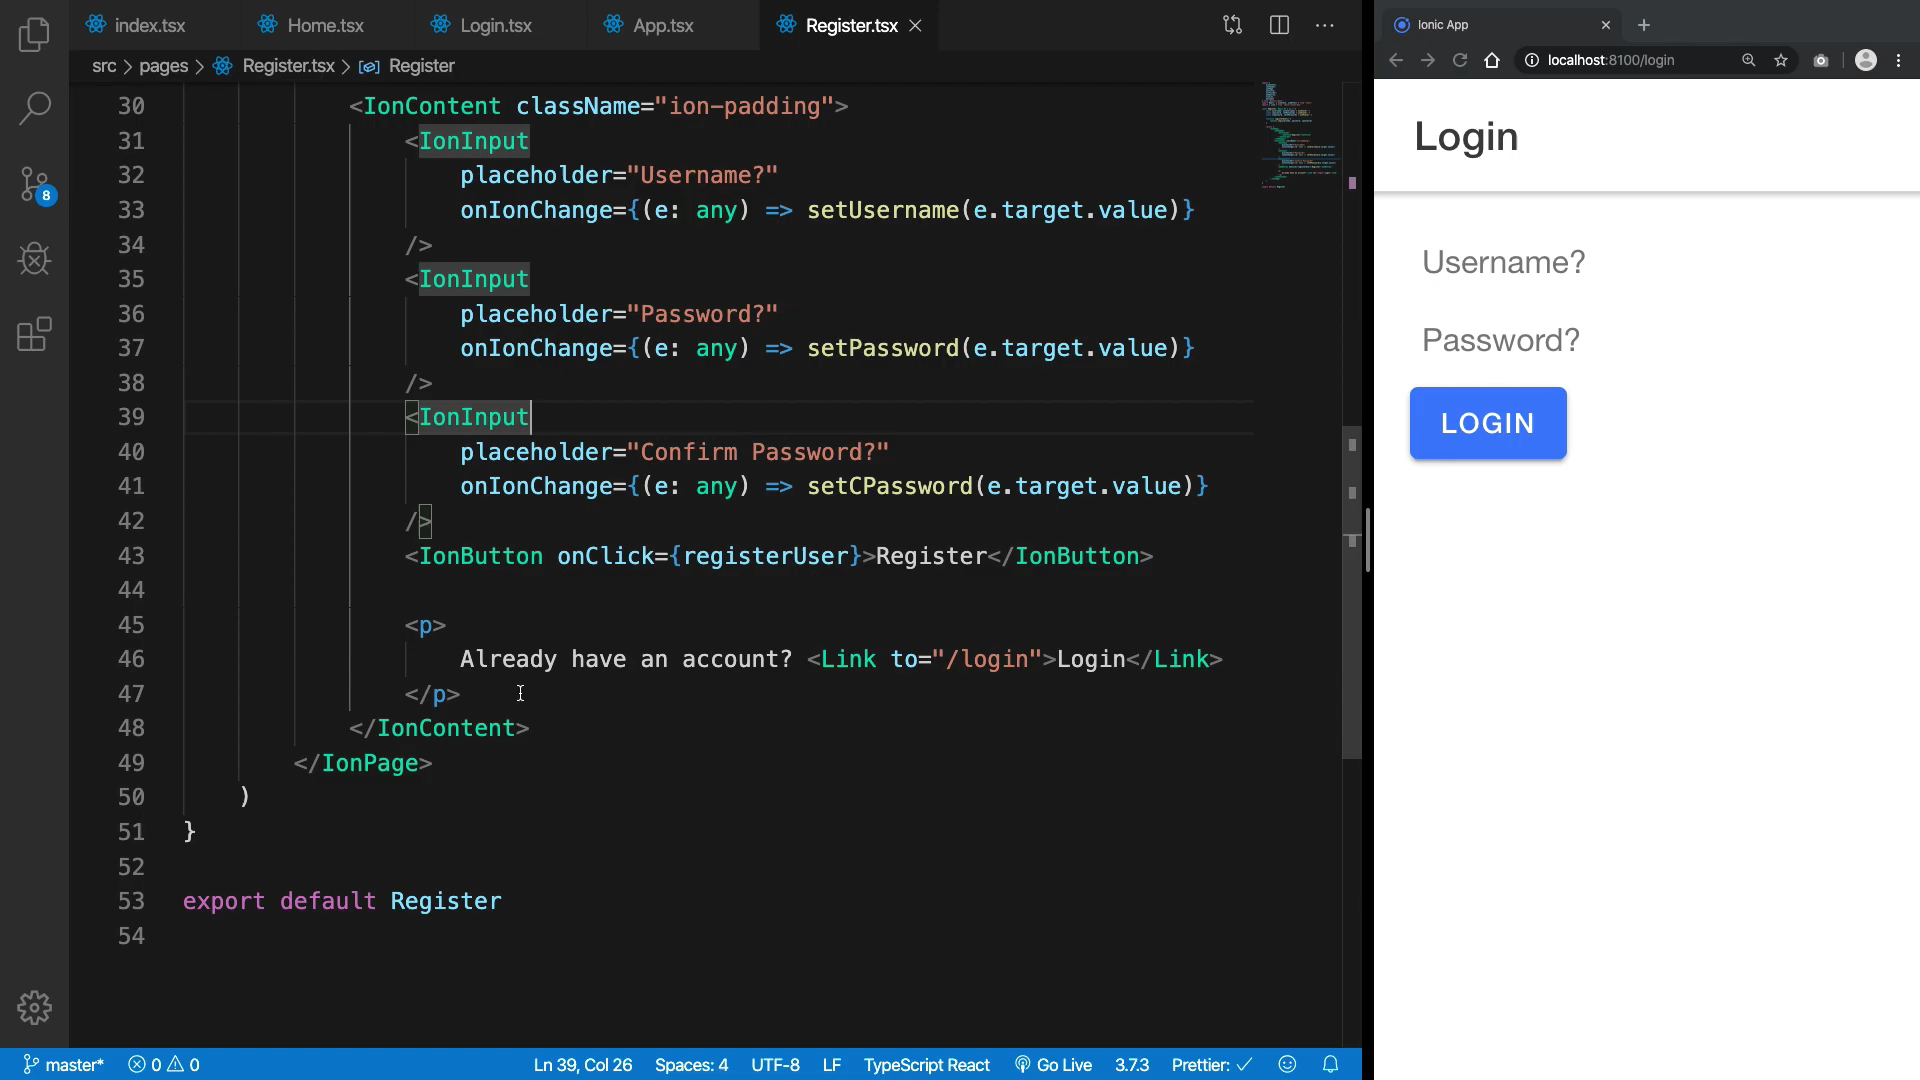 index.tsx
Home.tsx
Login.tsx
App.tsx
Register.tsx
src > pages > Register.tsx > Register
30 <IonContent className="ion-padding">
31 <IonInput
32 placeholder="Username?"
33 onIonChange={(e: any) => setUsername(e.target.value)}
34 />
35 <IonInput
36 placeholder="Password?"
37 onIonChange={(e: any) => setPassword(e.target.value)}
38 />
39 <IonInput
40 placeholder="Confirm Password?"
41 onIonChange={(e: any) => setCPassword(e.target.value)}
42 />
43 <IonButton onClick={registerUser}>Register</IonButton>
44
45 <p>
46 Already have an account? <Link to="/login">Login</Link>
47 </p>
48 </IonContent>
49 </IonPage>
50 )
51 }
52
53 export default Register
54
8
master* 0 0 Ln 39, Col 26 Spaces: 4 UTF-8 LF TypeScript React Go Live 3.7.3 Prettier: ✓
Ionic App
localhost:8100/login
Login
Username?
Password?
LOGIN